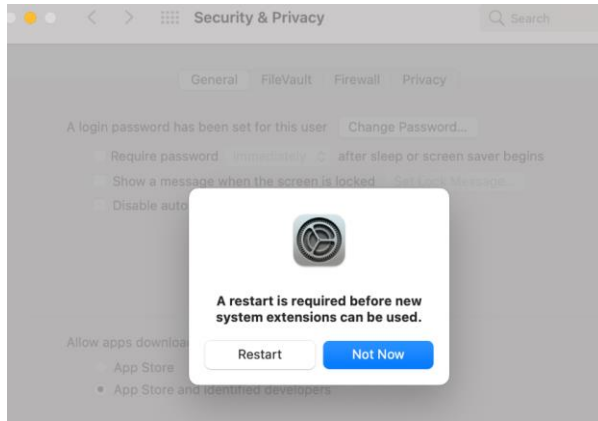 Security & Privacy
Search
General FileVault Firewall Privacy
A login password has been set for this user Change Password...
Require password immediately after sleep or screen saver begins
Show a message when the screen is locked Set Lock Message...
Disable auto
A restart is required before new
system extensions can be used.
Restart Not Now
Allow apps downloa
App Store
App Store and identified developers